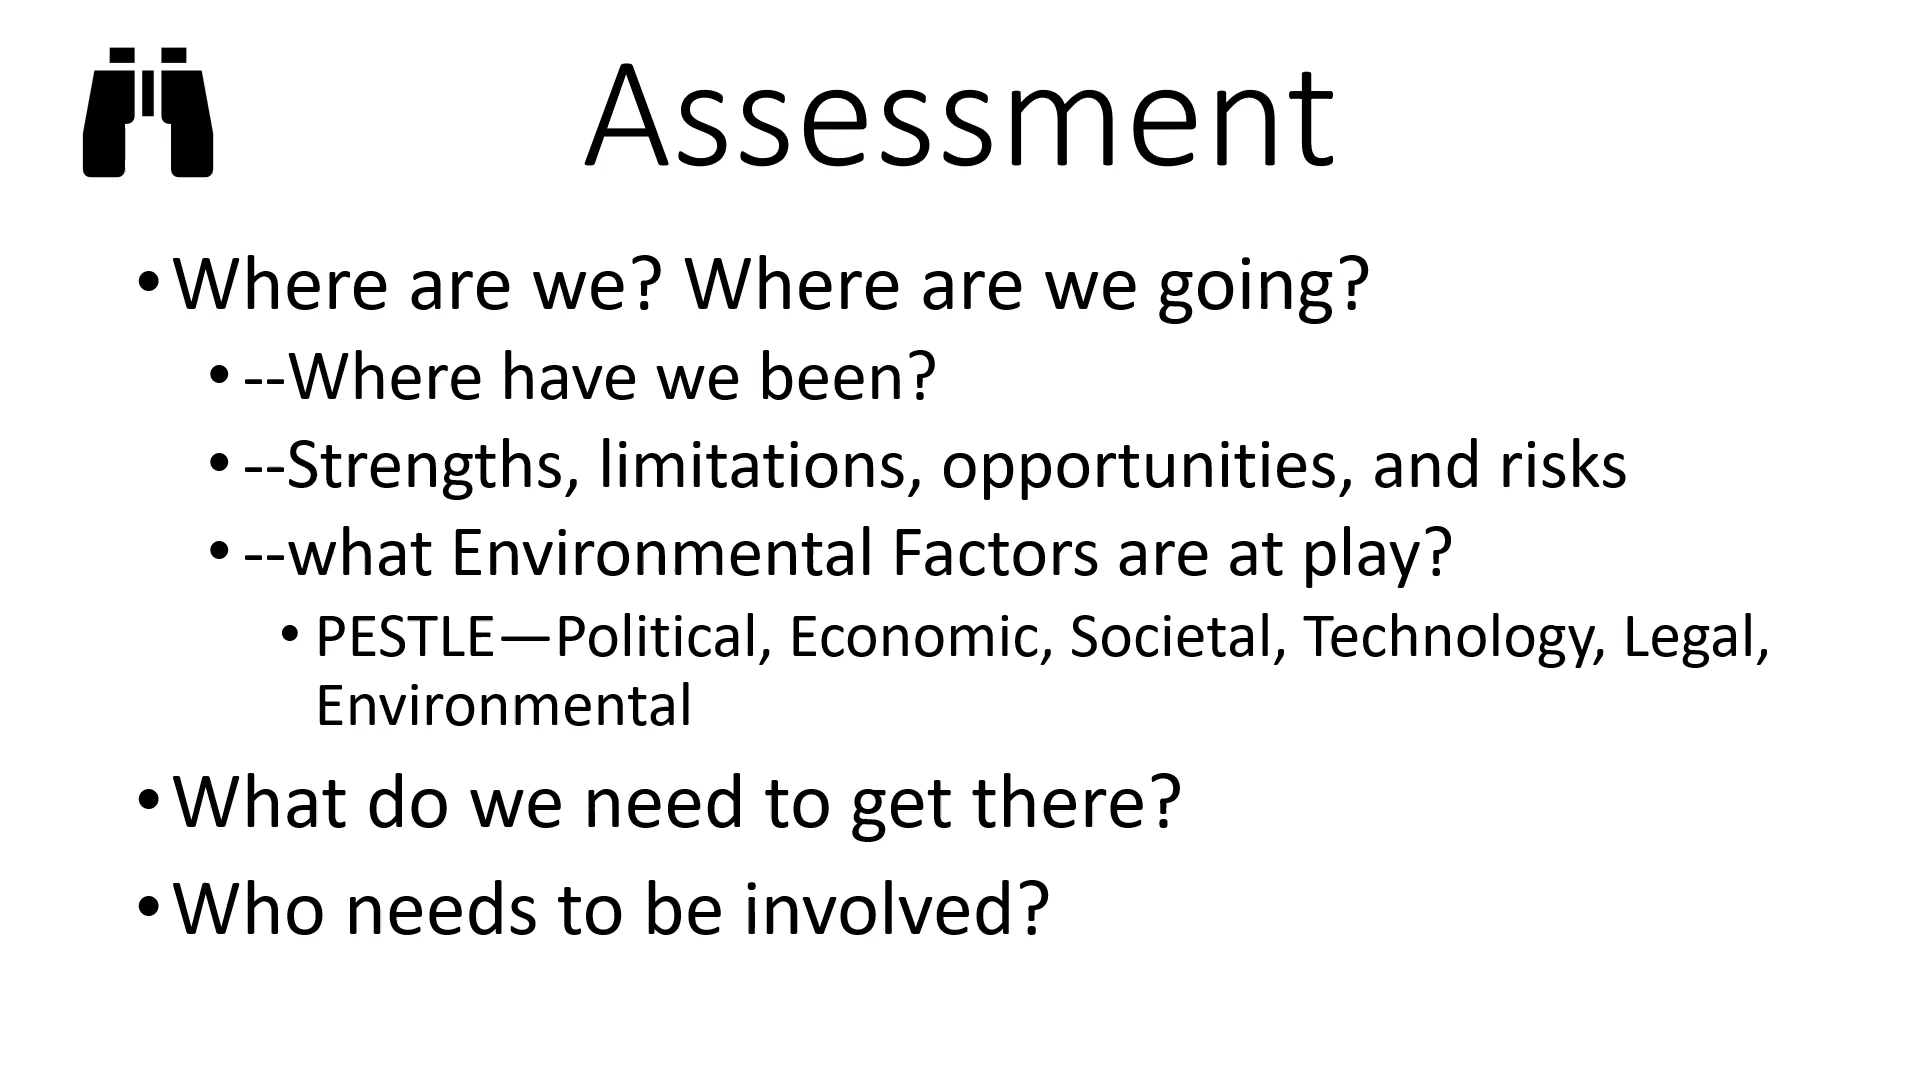 Assessment
•Where are we? Where are we going?
•--Where have we been?
•--Strengths, limitations, opportunities, and risks
•--what Environmental Factors are at play?
•PESTLE—Political, Economic, Societal, Technology, Legal,
Environmental
•What do we need to get there?
•Who needs to be involved?